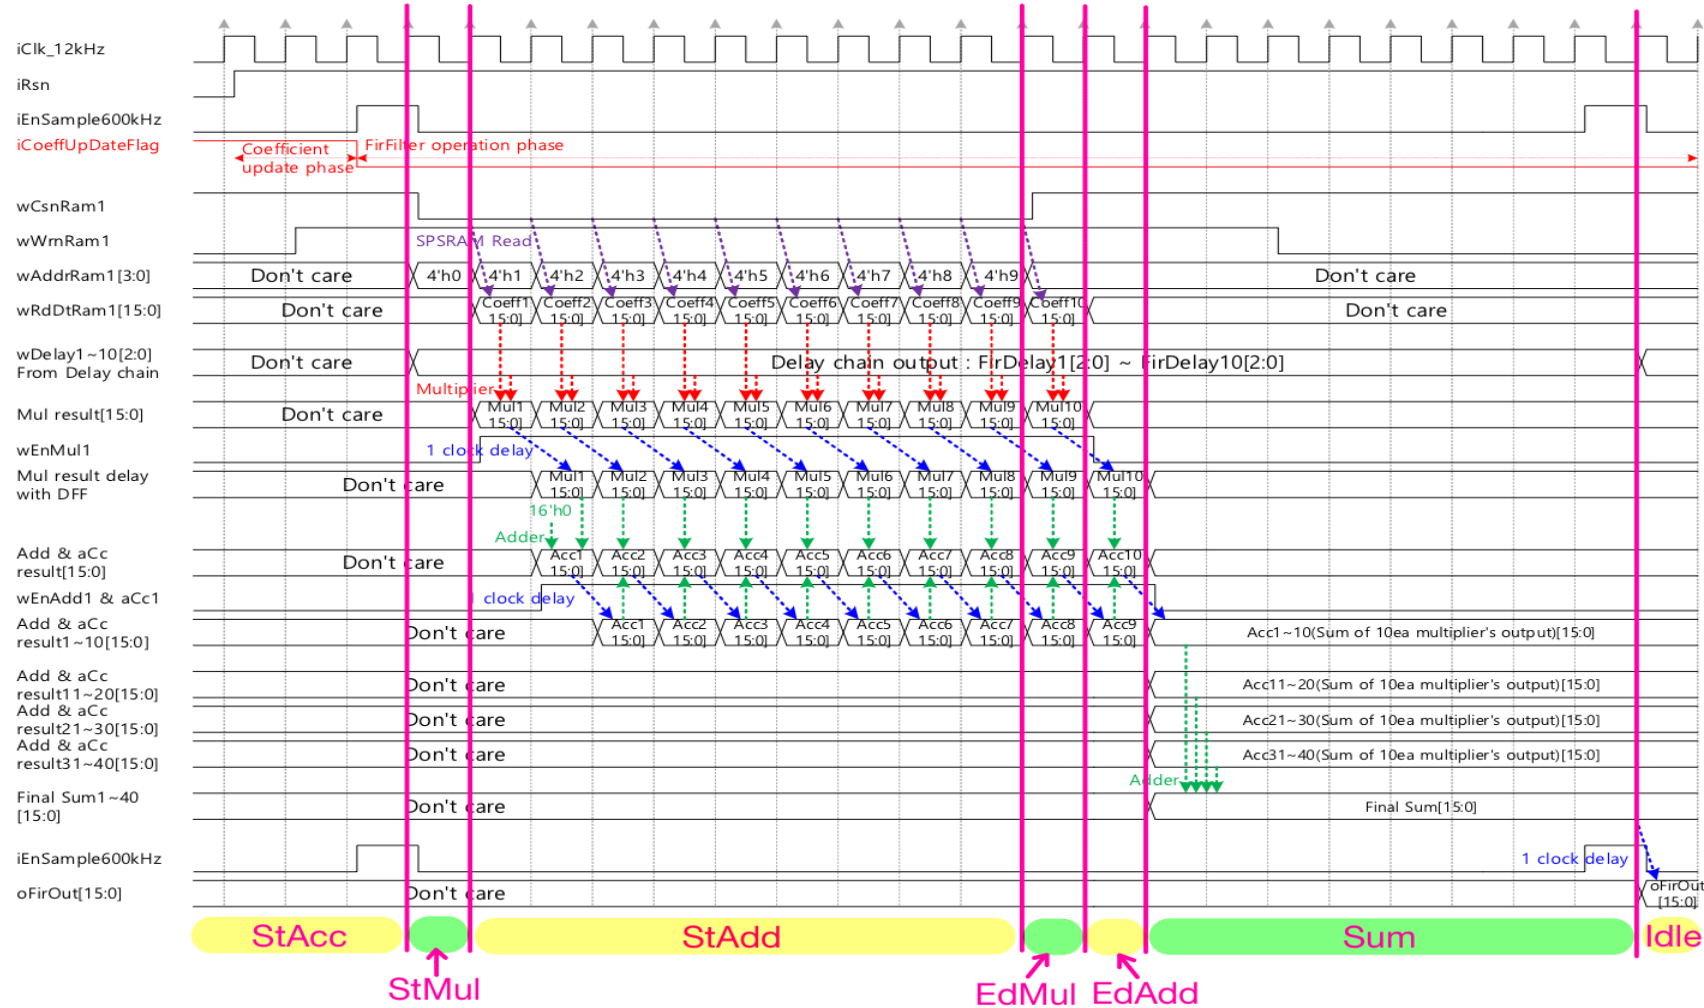 iClk_12kHz
iRsn
iEnSample600kHz
iCoeffUpDateFlag
Coefficient
update phase
FirFilter operation phase
wCsnRam1
wWrnRam1
SPSRAM Read
wAddrRam1[3:0] Don't care 4'h0 4'h1 4'h2 4'h3 4'h4 4'h5 4'h6 4'h7 4'h8 4'h9 Don't care
wRdDtRam1[15:0] Don't care Coeff1 Coeff2 Coeff3 Coeff4 Coeff5 Coeff6 Coeff7 Coeff8 Coeff9 Coeff10 Don't care
15:0] 15:0] 15:0] 15:0] 15:0] 15:0] 15:0] 15:0] 15:0] 15:0]
wDelay1~10[2:0]
From Delay chain
Don't care
Delay chain output : FirDelay1[2:0] ~ FirDelay10[2:0]
Multiplier
Mul result[15:0] Don't care Mul1 Mul2 Mul3 Mul4 Mul5 Mul6 Mul7 Mul8 Mul9 Mul10
15:0] 15:0] 15:0] 15:0] 15:0] 15:0] 15:0] 15:0] 15:0] 15:0]
wEnMul1
1 clock delay
Mul result delay
with DFF
Don't care
Mul1 Mul2 Mul3 Mul4 Mul5 Mul6 Mul7 Mul8 Mul9 Mul10
15:0] 15:0] 15:0] 15:0] 15:0] 15:0] 15:0] 15:0] 15:0] 15:0]
16'h0
Adder
Add & aCc
result[15:0]
Don't care
Acc1 Acc2 Acc3 Acc4 Acc5 Acc6 Acc7 Acc8 Acc9 Acc10
15:0] 15:0] 15:0] 15:0] 15:0] 15:0] 15:0] 15:0] 15:0] 15:0]
wEnAdd1 & aCc1
1 clock delay
Add & aCc
result1~10[15:0]
Don't care
Acc1 Acc2 Acc3 Acc4 Acc5 Acc6 Acc7 Acc8 Acc9
15:0] 15:0] 15:0] 15:0] 15:0] 15:0] 15:0] 15:0] 15:0]
Acc1~10(Sum of 10ea multiplier's output)[15:0]
Add & aCc
result11~20[15:0]
Don't care
Acc11~20(Sum of 10ea multiplier's output)[15:0]
Add & aCc
result21~30[15:0]
Don't care
Acc21~30(Sum of 10ea multiplier's output)[15:0]
Add & aCc
result31~40[15:0]
Don't care
Acc31~40(Sum of 10ea multiplier's output)[15:0]
Adder
Final Sum1~40
[15:0]
Don't care
Final Sum[15:0]
iEnSample600kHz
1 clock delay
oFirOut[15:0]
Don't care
oFirOut
[15:0]
StAcc
StAdd
Sum
Idle
StMul
EdMul
EdAdd